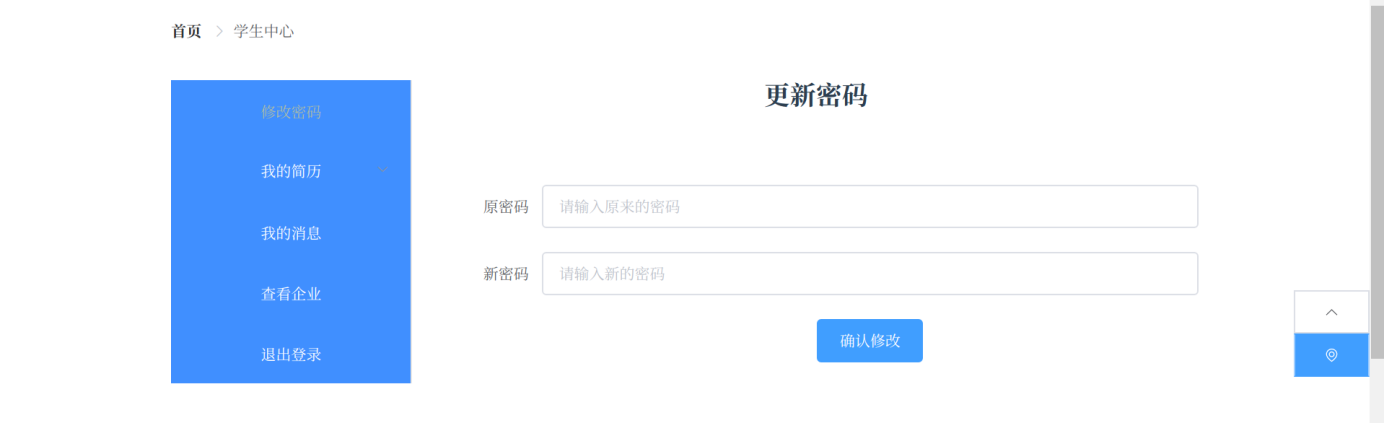 首页 > 学生中心
修改密码
我的简历
我的消息
查看企业
退出登录
更新密码
原密码 请输入原来的密码
新密码 请输入新的密码
确认修改